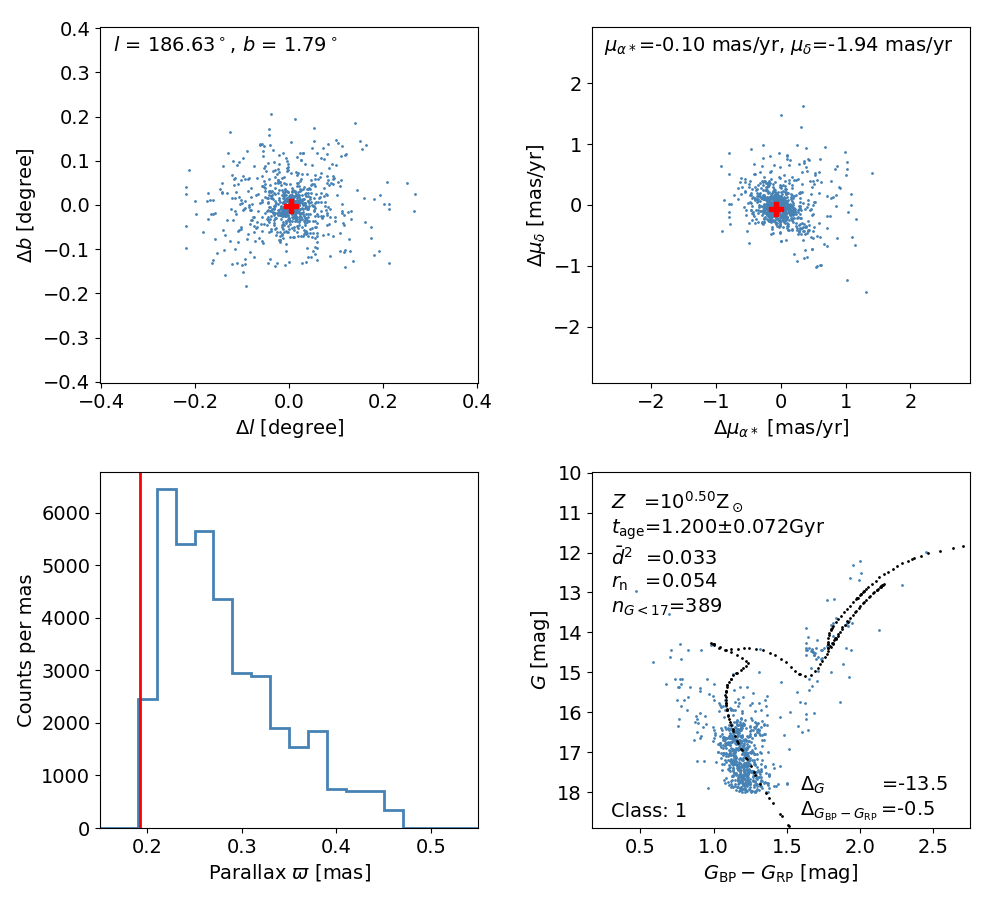 l = 186.63°, b = 1.79°
0.4
0.3
0.2
0.1
0.0
−0.1
−0.2
−0.3
−0.4
Δb [degree]
−0.4 −0.2 0.0 0.2 0.4
Δl [degree]
μα∗=-0.10 mas/yr, μδ=-1.94 mas/yr
2
1
0
−1
−2
Δμδ [mas/yr]
−2 −1 0 1 2
Δμα∗ [mas/yr]
6000
5000
4000
3000
2000
1000
0
Counts per mas
0.2 0.3 0.4 0.5
Parallax ϖ [mas]
10
11
12
13
14
15
16
17
18
G [mag]
Z =10^0.50 Z⊙
t_age=1.200±0.072Gyr
d̄² =0.033
r_n =0.054
n_G<17=389
Δ_G =-13.5
Δ_GBP−GRP =-0.5
Class: 1
0.5 1.0 1.5 2.0 2.5
G_BP − G_RP [mag]